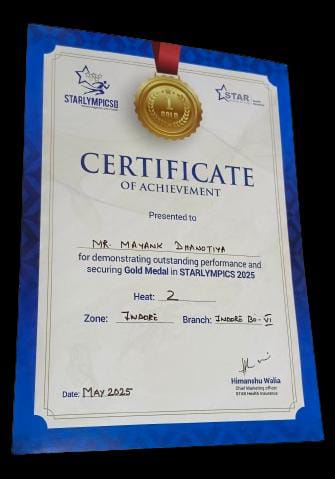 STARLYMPICS
1
GOLD
STAR
CERTIFICATE
OF ACHIEVEMENT
Presented to
MR. MAYANK DHANOTIYA
for demonstrating outstanding performance and
securing Gold Medal in STARLYMPICS 2025
Heat: 2
Zone: INDORE Branch: INDORE BO-VI
Himanshu Walia
Chief Marketing officer
STAR Health Insurance
Date: MAY 2025